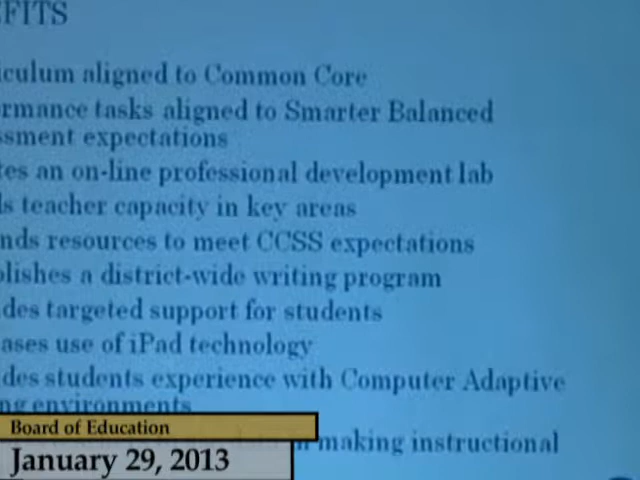 FITS
culum aligned to Common Core
rmance tasks aligned to Smarter Balanced
ssment expectations
tes an on-line professional development lab
ls teacher capacity in key areas
nds resources to meet CCSS expectations
blishes a district-wide writing program
des targeted support for students
ases use of iPad technology
des students experience with Computer Adaptive
ng environments
making instructional
Board of Education
January 29, 2013